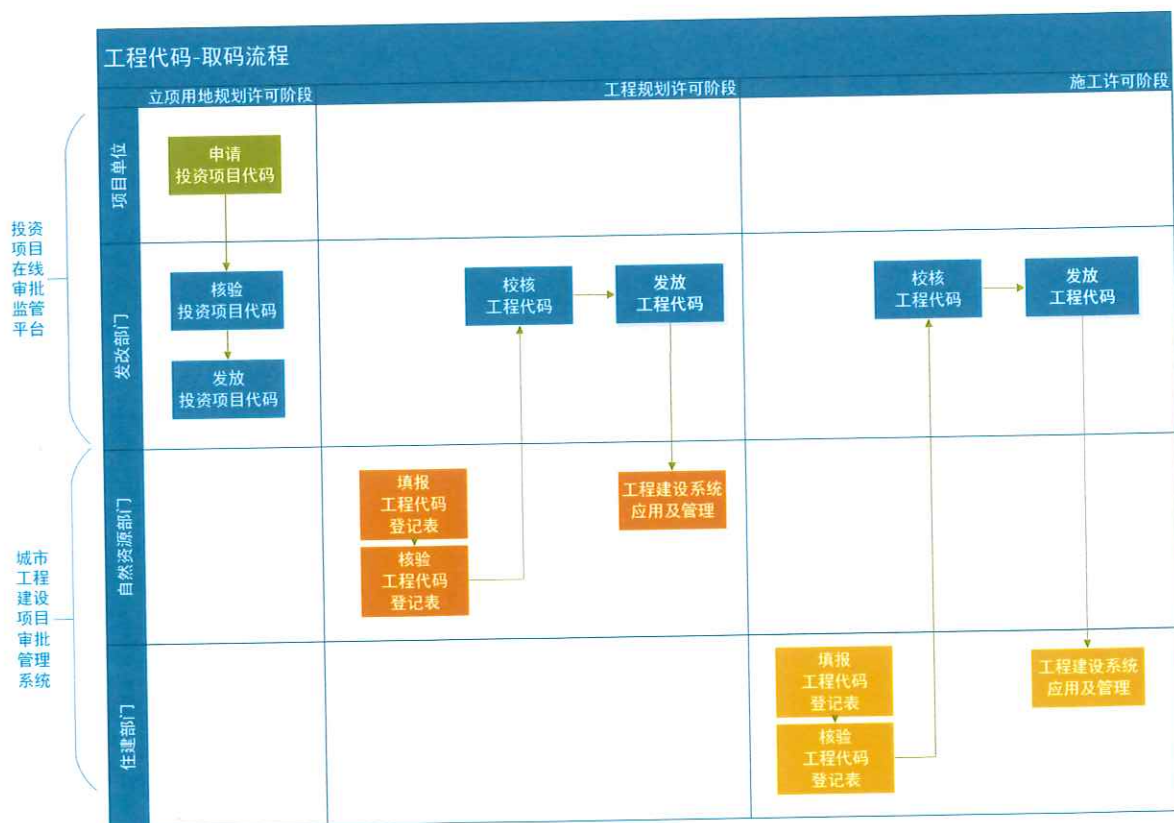 工程代码-取码流程
立项用地规划许可阶段
工程规划许可阶段
施工许可阶段
投资
项目
在线
审批
监管
平台
项目单位
申请
投资项目代码
发改部门
核验
投资项目代码
发放
投资项目代码
校核
工程代码
发放
工程代码
校核
工程代码
发放
工程代码
城市
工程
建设
项目
审批
管理
系统
自然资源部门
填报
工程代码
登记表
核验
工程代码
登记表
工程建设系统
应用及管理
住建部门
填报
工程代码
登记表
核验
工程代码
登记表
工程建设系统
应用及管理